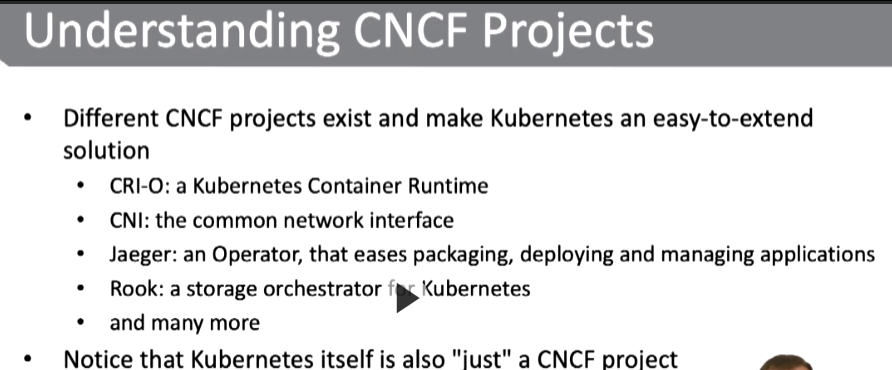 Understanding CNCF Projects
• Different CNCF projects exist and make Kubernetes an easy-to-extend
solution
• CRI-O: a Kubernetes Container Runtime
• CNI: the common network interface
• Jaeger: an Operator, that eases packaging, deploying and managing applications
• Rook: a storage orchestrator for Kubernetes
• and many more
• Notice that Kubernetes itself is also "just" a CNCF project